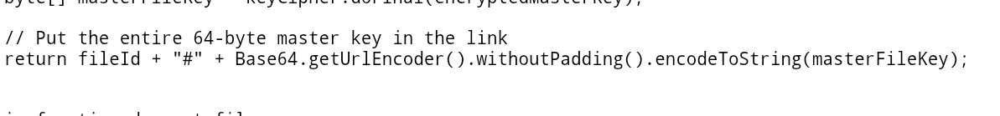 byte[] masterFileKey = keyCipher.doFinal(encryptedMasterKey);
// Put the entire 64-byte master key in the link
return fileId + "#" + Base64.getUrlEncoder().withoutPadding().encodeToString(masterFileKey);